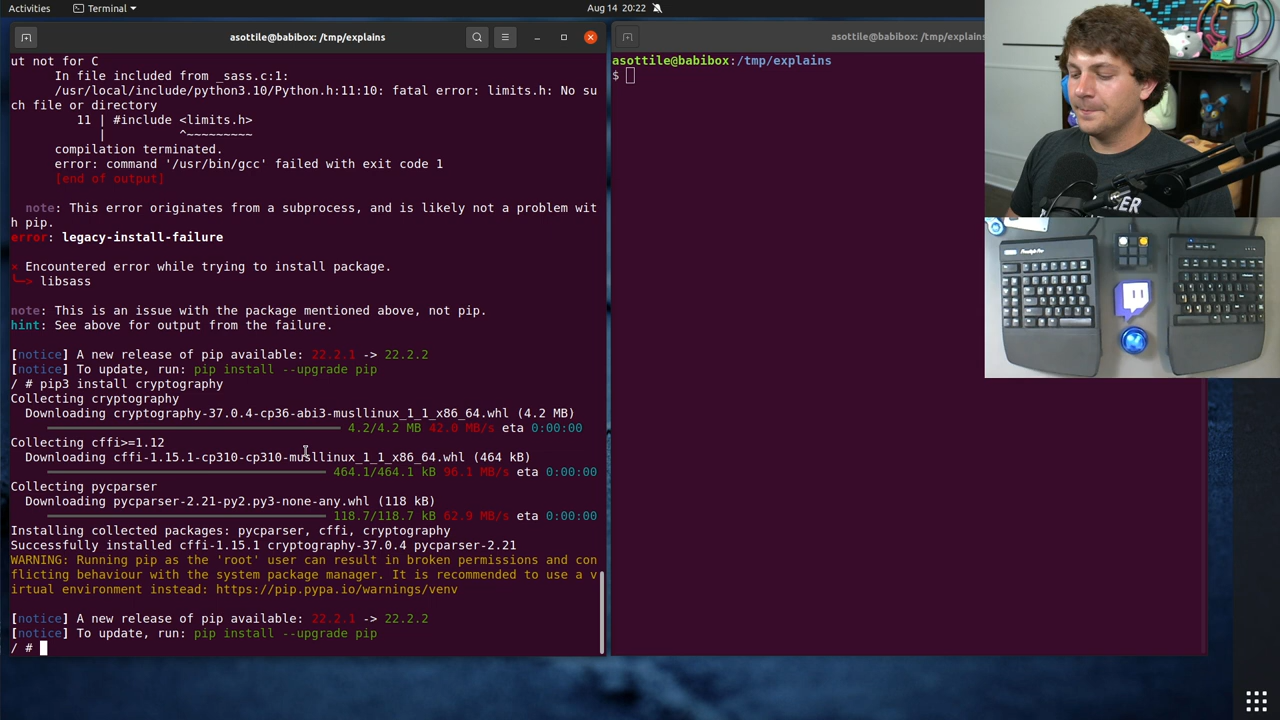 Activities
Terminal
Aug 14 20:22
asottile@babibox: /tmp/explains
ut not for C
In file included from _sass.c:1:
/usr/local/include/python3.10/Python.h:11:10: fatal error: limits.h: No su
ch file or directory
11 | #include <limits.h>
| ^~~~~~~~~~
compilation terminated.
error: command '/usr/bin/gcc' failed with exit code 1
[end of output]
note: This error originates from a subprocess, and is likely not a problem wit
h pip.
error: legacy-install-failure
× Encountered error while trying to install package.
╰─> libsass
note: This is an issue with the package mentioned above, not pip.
hint: See above for output from the failure.
[notice] A new release of pip available: 22.2.1 -> 22.2.2
[notice] To update, run: pip install --upgrade pip
/ # pip3 install cryptography
Collecting cryptography
Downloading cryptography-37.0.4-cp36-abi3-musllinux_1_1_x86_64.whl (4.2 MB)
4.2/4.2 MB 42.0 MB/s eta 0:00:00
Collecting cffi>=1.12
Downloading cffi-1.15.1-cp310-cp310-musllinux_1_1_x86_64.whl (464 kB)
464.1/464.1 kB 96.1 MB/s eta 0:00:00
Collecting pycparser
Downloading pycparser-2.21-py2.py3-none-any.whl (118 kB)
118.7/118.7 kB 62.9 MB/s eta 0:00:00
Installing collected packages: pycparser, cffi, cryptography
Successfully installed cffi-1.15.1 cryptography-37.0.4 pycparser-2.21
WARNING: Running pip as the 'root' user can result in broken permissions and con
flicting behaviour with the system package manager. It is recommended to use a v
irtual environment instead: https://pip.pypa.io/warnings/venv
[notice] A new release of pip available: 22.2.1 -> 22.2.2
[notice] To update, run: pip install --upgrade pip
/ #
asottile@babibox: /tmp/explains
asottile@babibox:/tmp/explains
$